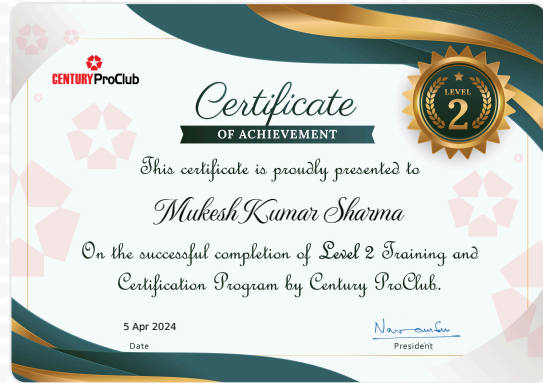 CENTURY ProClub
Certificate
OF ACHIEVEMENT
LEVEL
2
This certificate is proudly presented to
Mukesh Kumar Sharma
On the successful completion of Level 2 Training and
Certification Program by Century ProClub.
5 Apr 2024
Date
President